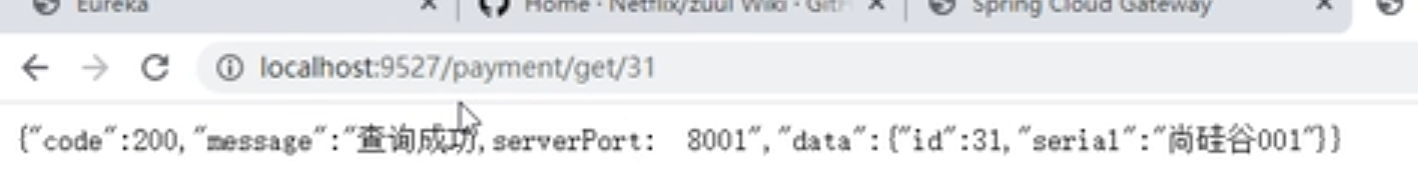 Eureka
Home · Netflix/zuul Wiki · GitH
Spring Cloud Gateway
localhost:9527/payment/get/31
{"code":200,"message":"查询成功,serverPort:  8001","data":{"id":31,"serial":"尚硅谷001"}}